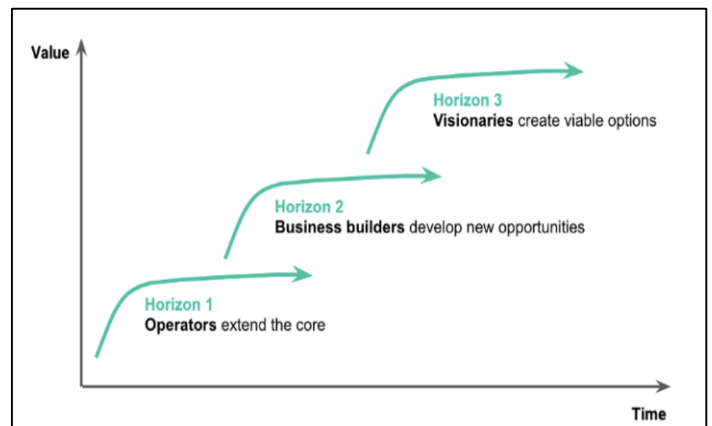 Value
Horizon 3
Visionaries create viable options
Horizon 2
Business builders develop new opportunities
Horizon 1
Operators extend the core
Time